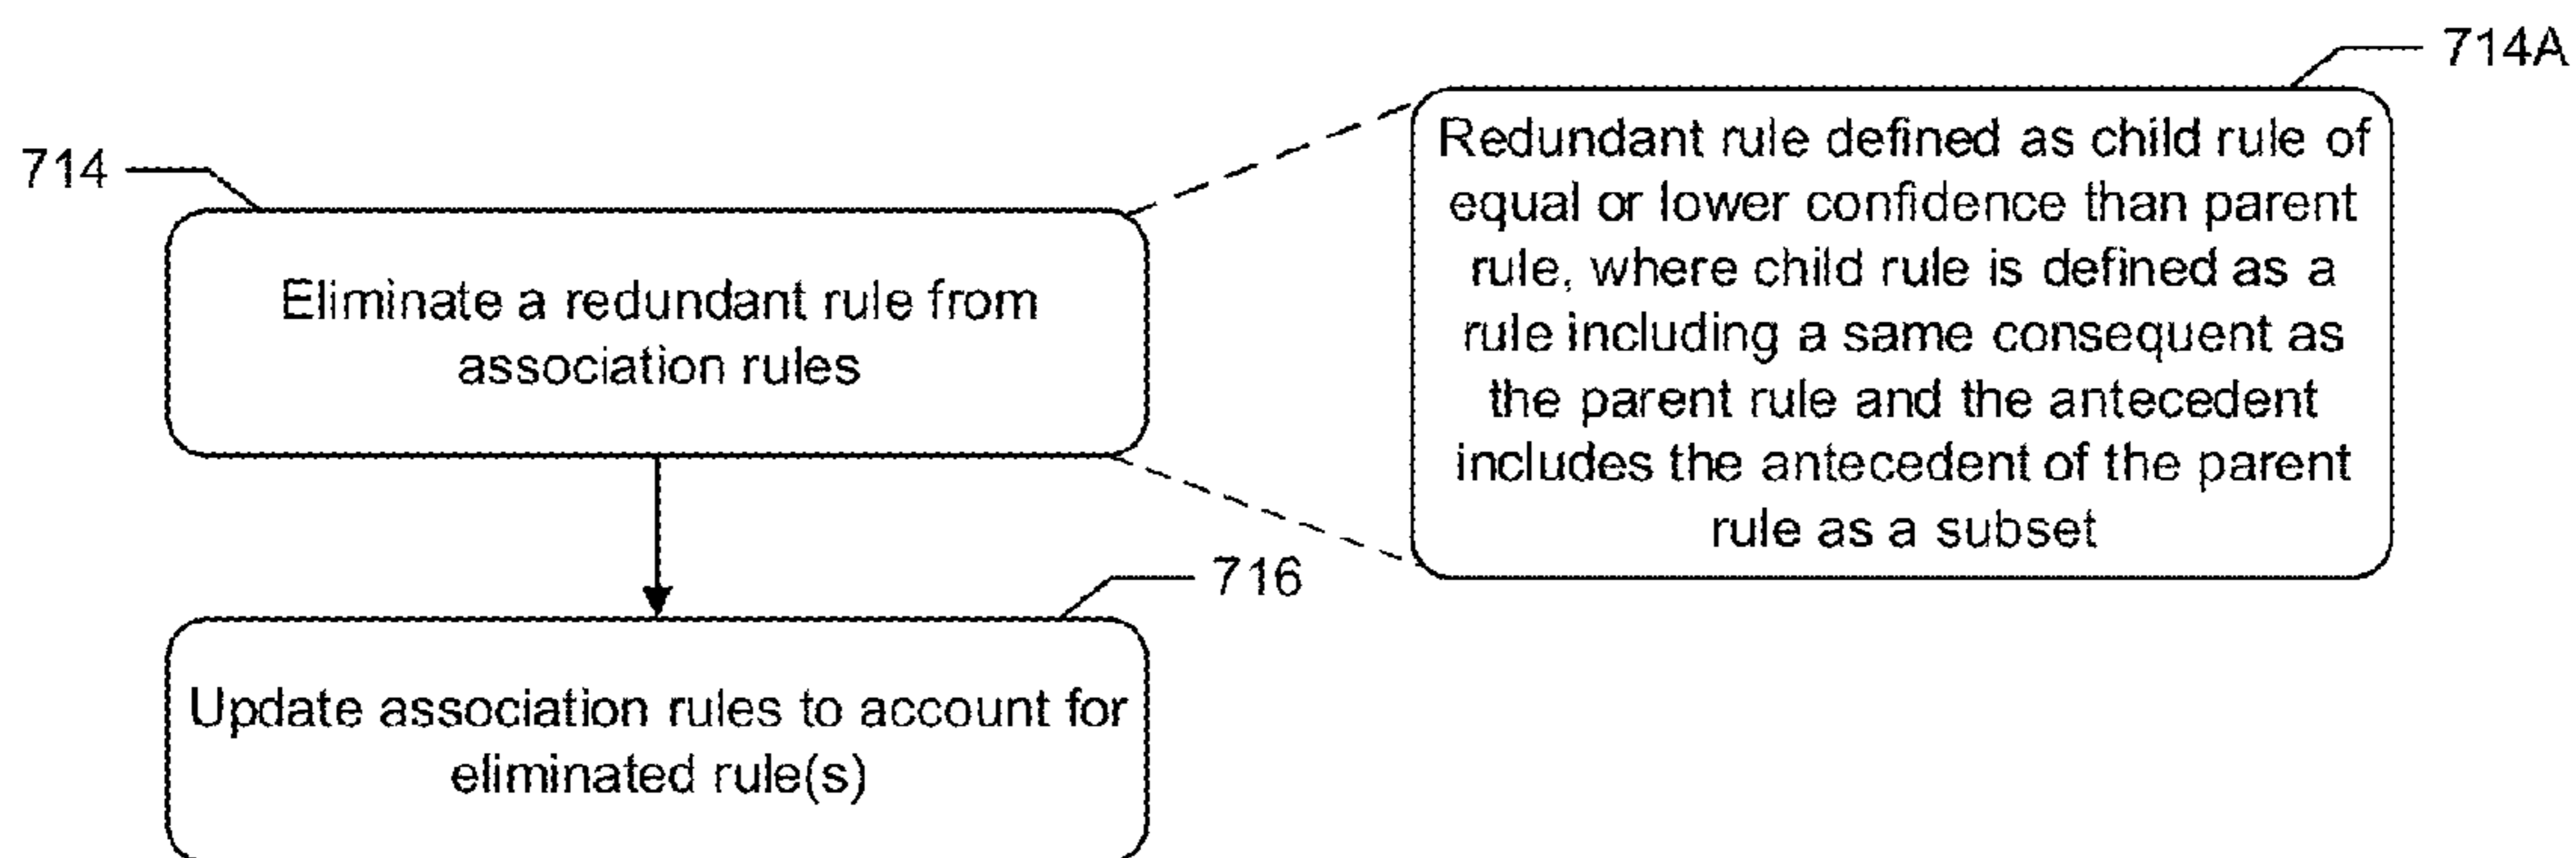 714
Eliminate a redundant rule from
association rules
714A
Redundant rule defined as child rule of
equal or lower confidence than parent
rule, where child rule is defined as a
rule including a same consequent as
the parent rule and the antecedent
includes the antecedent of the parent
rule as a subset
716
Update association rules to account for
eliminated rule(s)